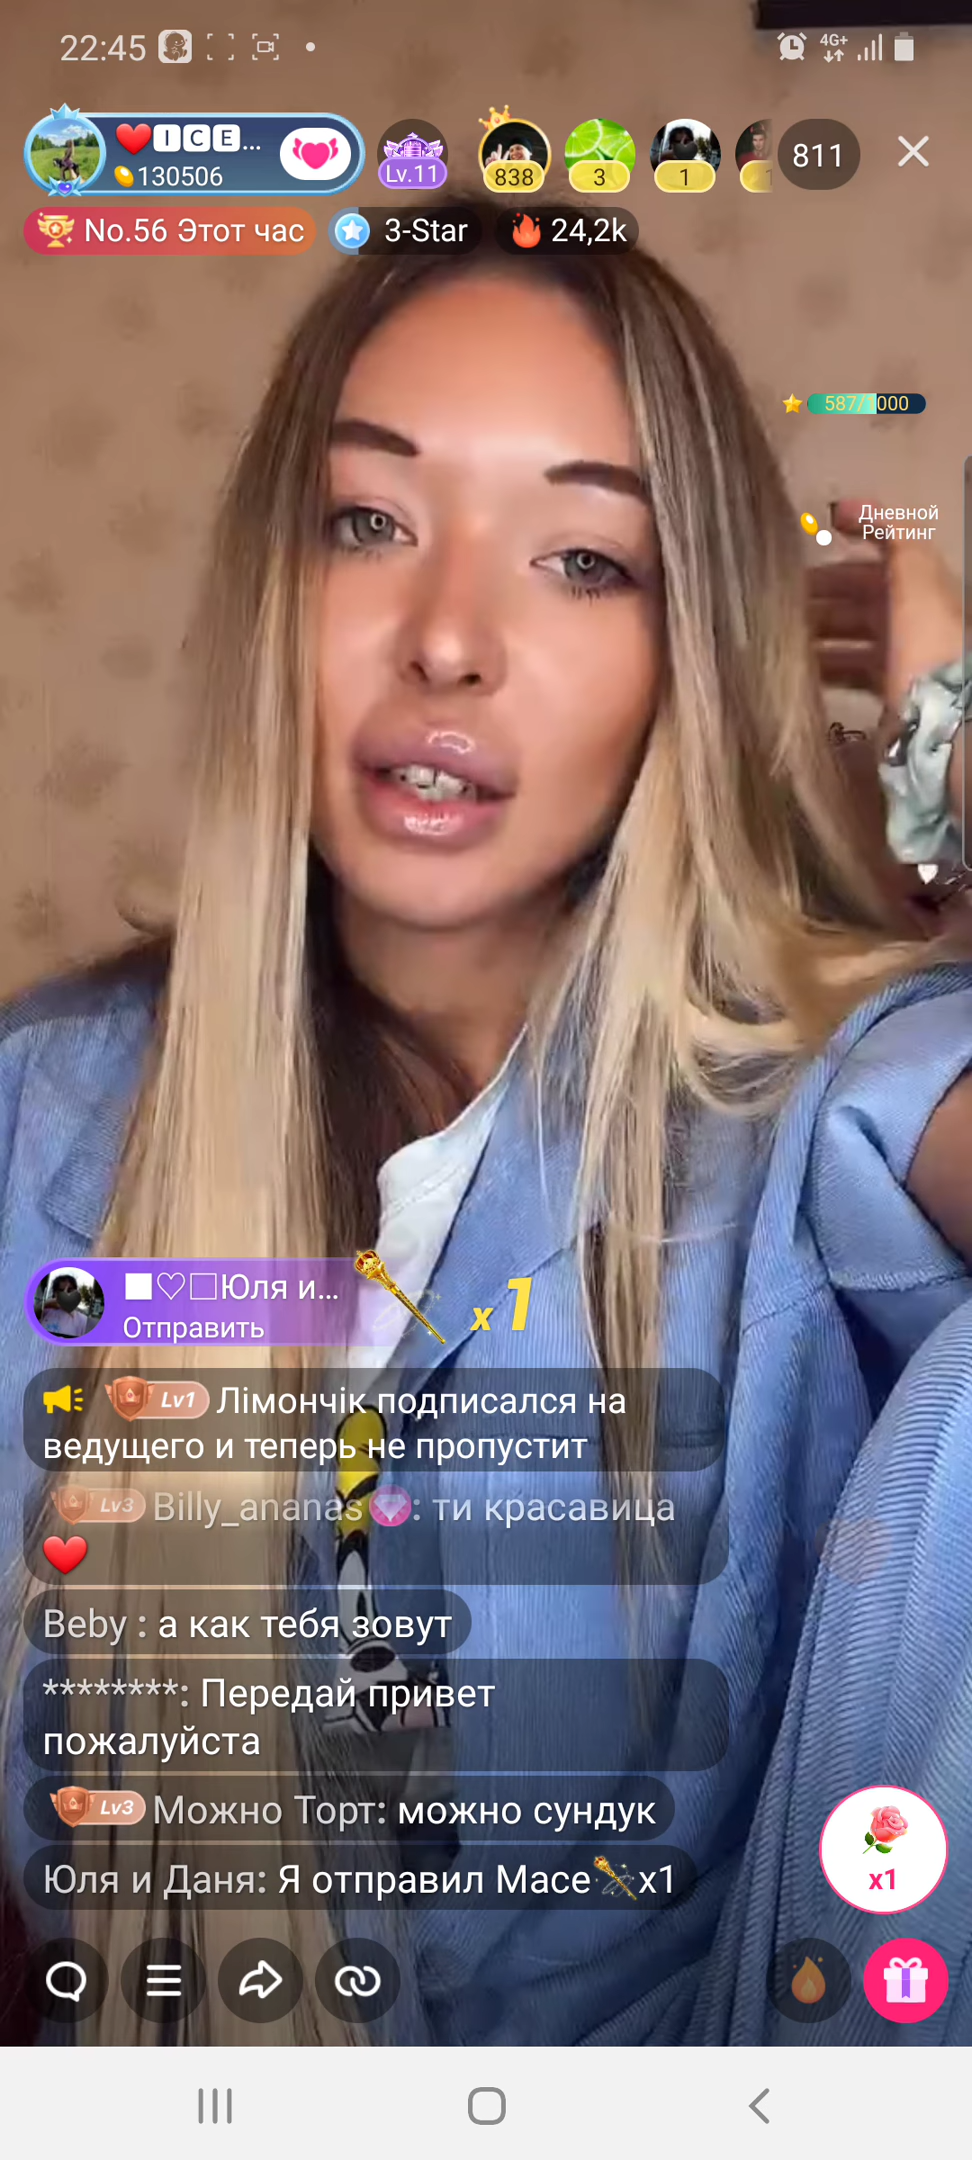 22:45
4G+
❤️ICE...
130506
Lv.11
838
3
1
811
No.56 Этот час
3-Star
24,2k
587/1000
Дневной
Рейтинг
■♡□Юля и...
Отправить
x1
Lv1 Лімончік подписался на
ведущего и теперь не пропустит
Lv3 Billy_ananas: ти красавица
❤️
Beby : а как тебя зовут
********: Передай привет
пожалуйста
Lv3 Можно Торт: можно сундук
Юля и Даня: Я отправил Mace x1
x1